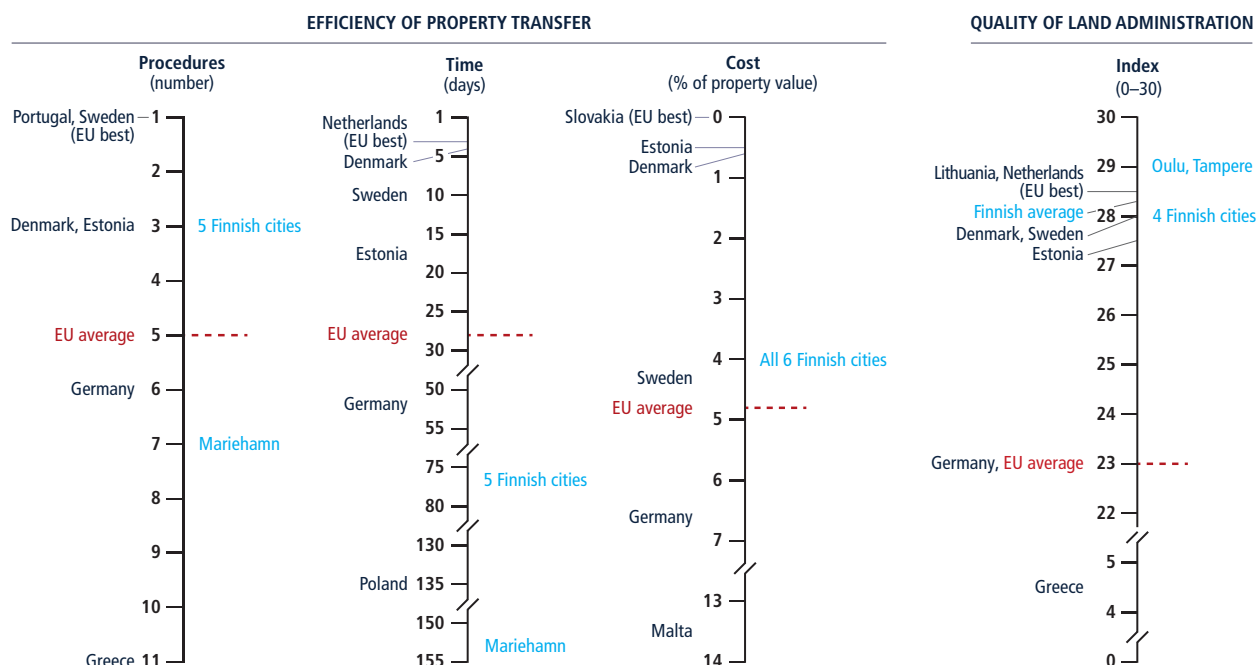 EFFICIENCY OF PROPERTY TRANSFER
QUALITY OF LAND ADMINISTRATION
Procedures
(number)
Portugal, Sweden
(EU best)
Denmark, Estonia
EU average
Germany
Greece
1
2
3
4
5
6
7
8
9
10
11
5 Finnish cities
Mariehamn
Time
(days)
Netherlands
(EU best)
Denmark
Sweden
Estonia
EU average
Germany
Poland
1
5
10
15
20
25
30
50
55
75
80
130
135
150
155
5 Finnish cities
Mariehamn
Cost
(% of property value)
Slovakia (EU best)
Estonia
Denmark
Sweden
EU average
Germany
Malta
0
1
2
3
4
5
6
7
13
14
All 6 Finnish cities
Index
(0–30)
Lithuania, Netherlands
(EU best)
Finnish average
Denmark, Sweden
Estonia
Germany, EU average
Greece
30
29
28
27
26
25
24
23
22
5
4
0
Oulu, Tampere
4 Finnish cities